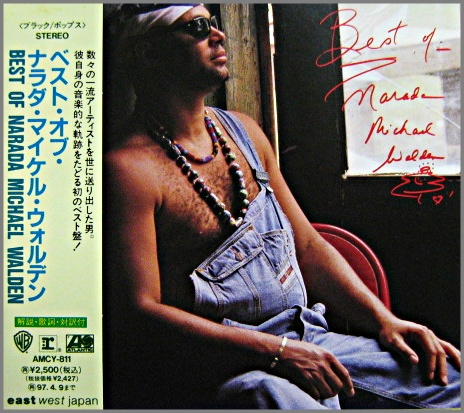 〈ブラック/ポップス〉
STEREO
数々の一流アーティストを世に送り出した男。
彼自身の音楽的な軌跡をたどる初のベスト盤！
ベスト・オブ・
ナラダ・マイケル・ウォルデン
BEST OF NARADA MICHAEL WALDEN
解説・歌詞・対訳付
AMCY-811
¥2,500(税込)
(税抜価格 ¥2,427)
97.4.9まで
east west japan
Best of
Narada
Michael
Walden